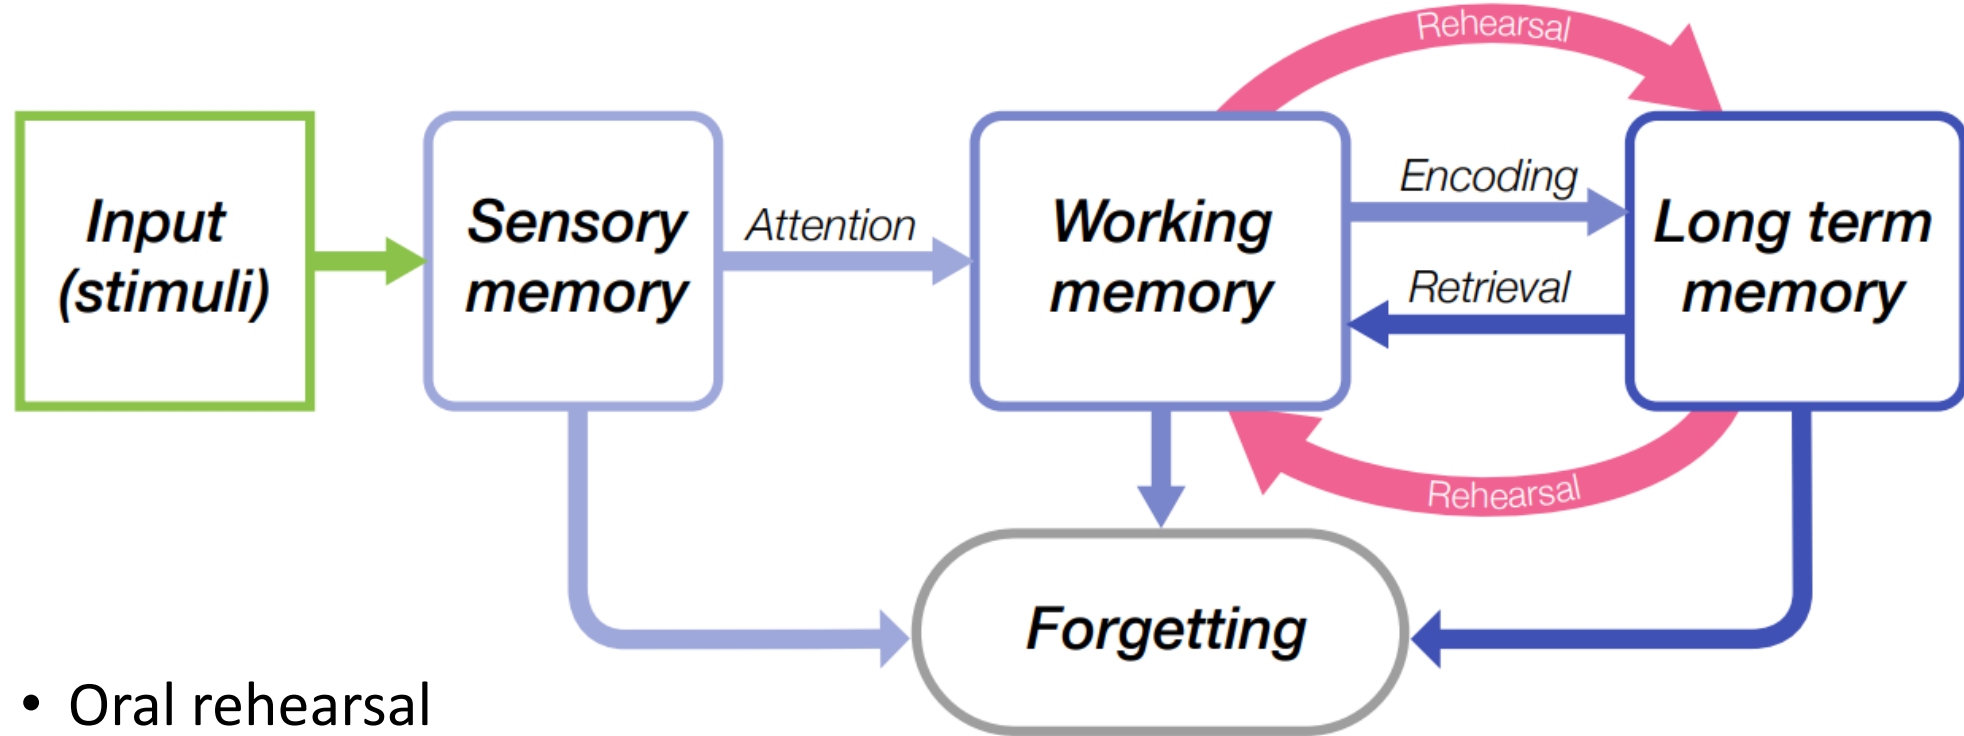 Rehearsal
Input
(stimuli)
Sensory
memory
Attention
Working
memory
Encoding
Retrieval
Long term
memory
Rehearsal
Forgetting
• Oral rehearsal